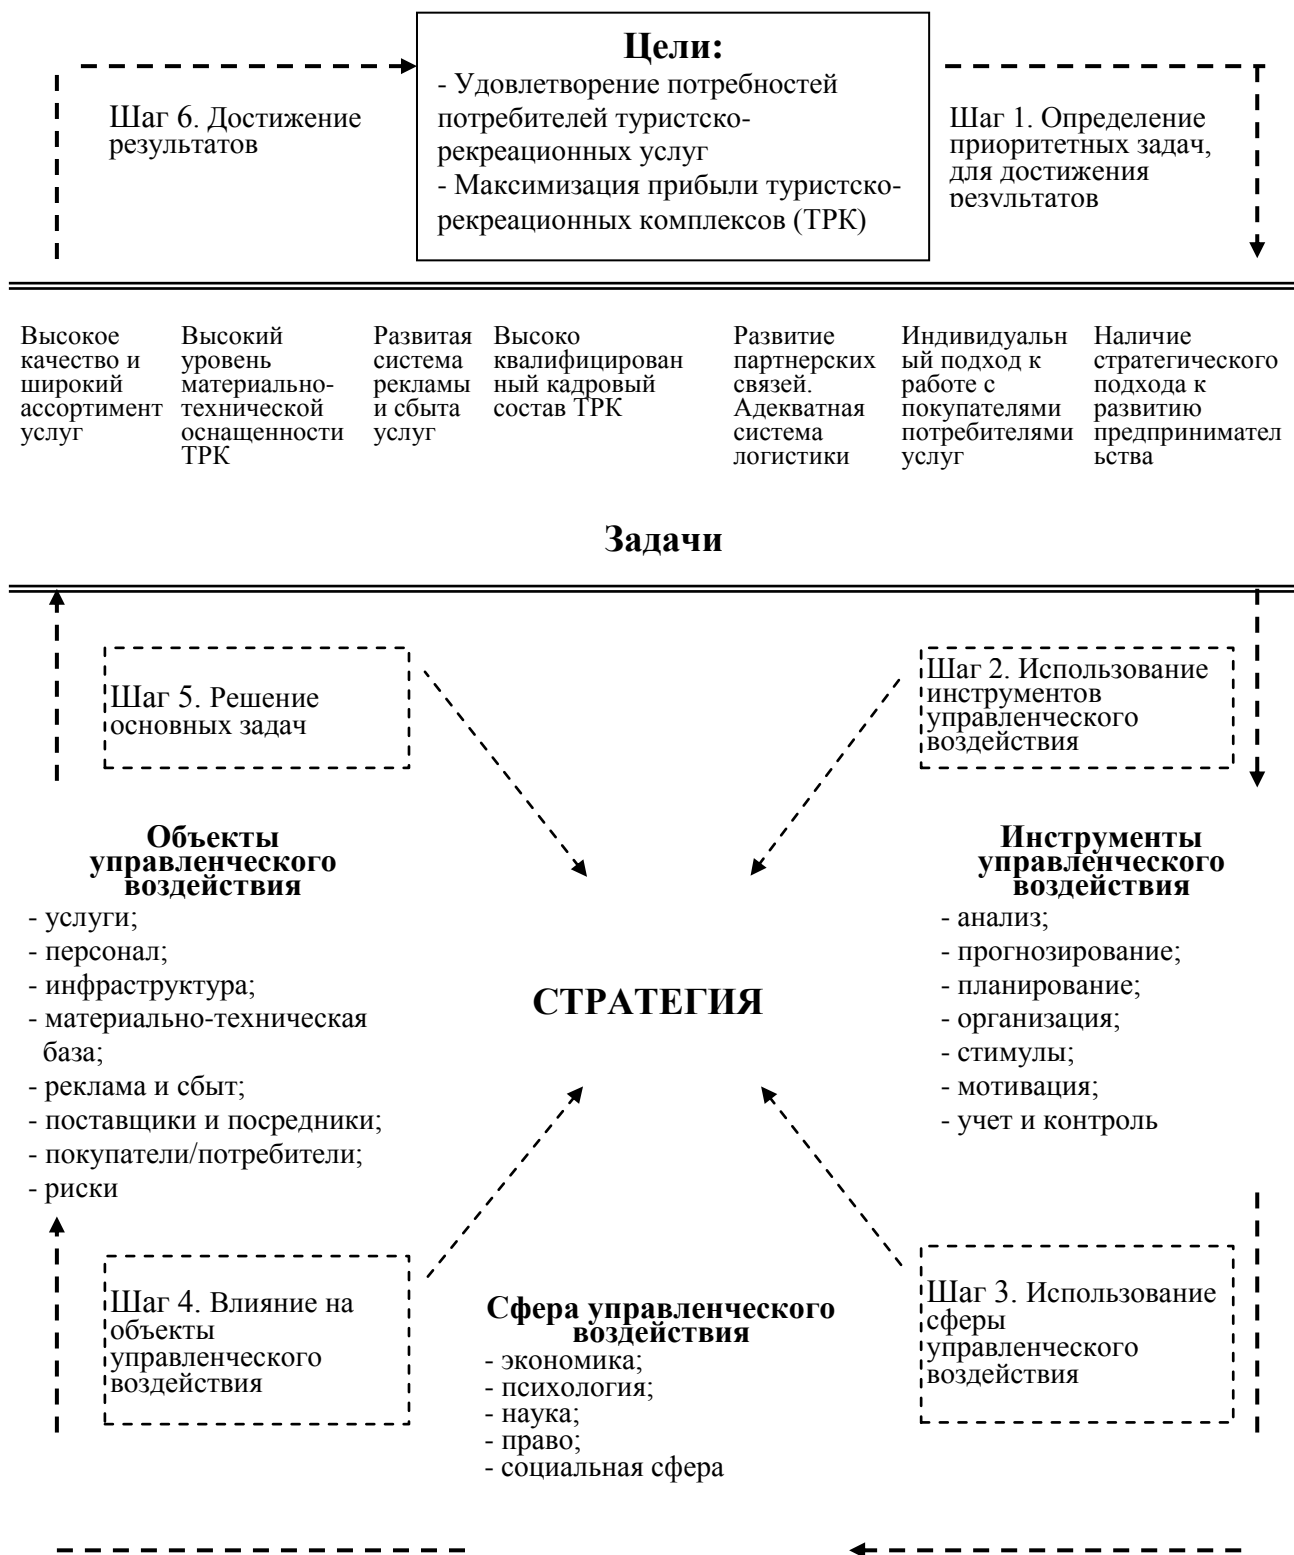 Цели:
- Удовлетворение потребностей
потребителей туристско-
рекреационных услуг
- Максимизация прибыли туристско-
рекреационных комплексов (ТРК)
Шаг 6. Достижение
результатов
Шаг 1. Определение
приоритетных задач,
для достижения
результатов
Высокое
качество и
широкий
ассортимент
услуг
Высокий
уровень
материально-
технической
оснащенности
ТРК
Развитая
система
рекламы
и сбыта
услуг
Высоко
квалифицирован
ный кадровый
состав ТРК
Развитие
партнерских
связей.
Адекватная
система
логистики
Индивидуальн
ый подход к
работе с
покупателями
потребителями
услуг
Наличие
стратегического
подхода к
развитию
предпринимател
ьства
Задачи
Шаг 5. Решение
основных задач
Шаг 2. Использование
инструментов
управленческого
воздействия
Объекты
управленческого
воздействия
- услуги;
- персонал;
- инфраструктура;
- материально-техническая
база;
- реклама и сбыт;
- поставщики и посредники;
- покупатели/потребители;
- риски
СТРАТЕГИЯ
Инструменты
управленческого
воздействия
- анализ;
- прогнозирование;
- планирование;
- организация;
- стимулы;
- мотивация;
- учет и контроль
Шаг 4. Влияние на
объекты
управленческого
воздействия
Сфера управленческого
воздействия
- экономика;
- психология;
- наука;
- право;
- социальная сфера
Шаг 3. Использование
сферы
управленческого
воздействия